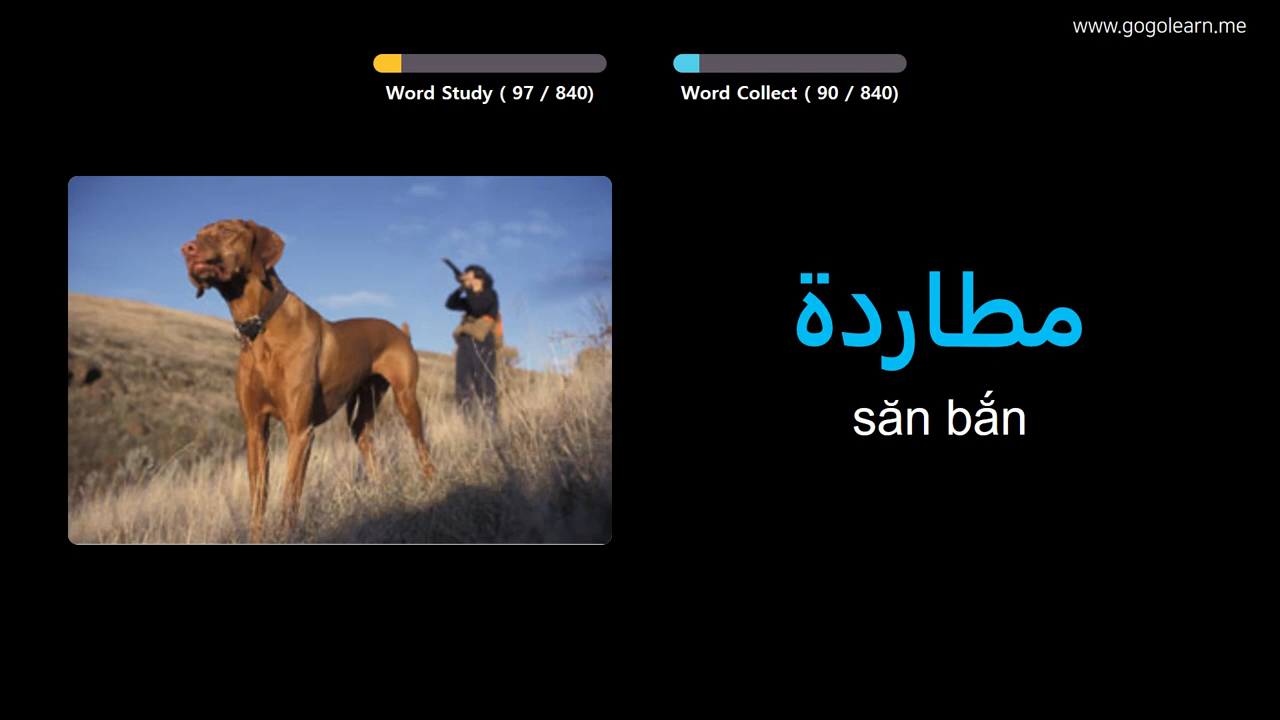 www.gogolearn.me
Word Study ( 97 / 840)
Word Collect ( 90 / 840)
مطاردة
săn bắn